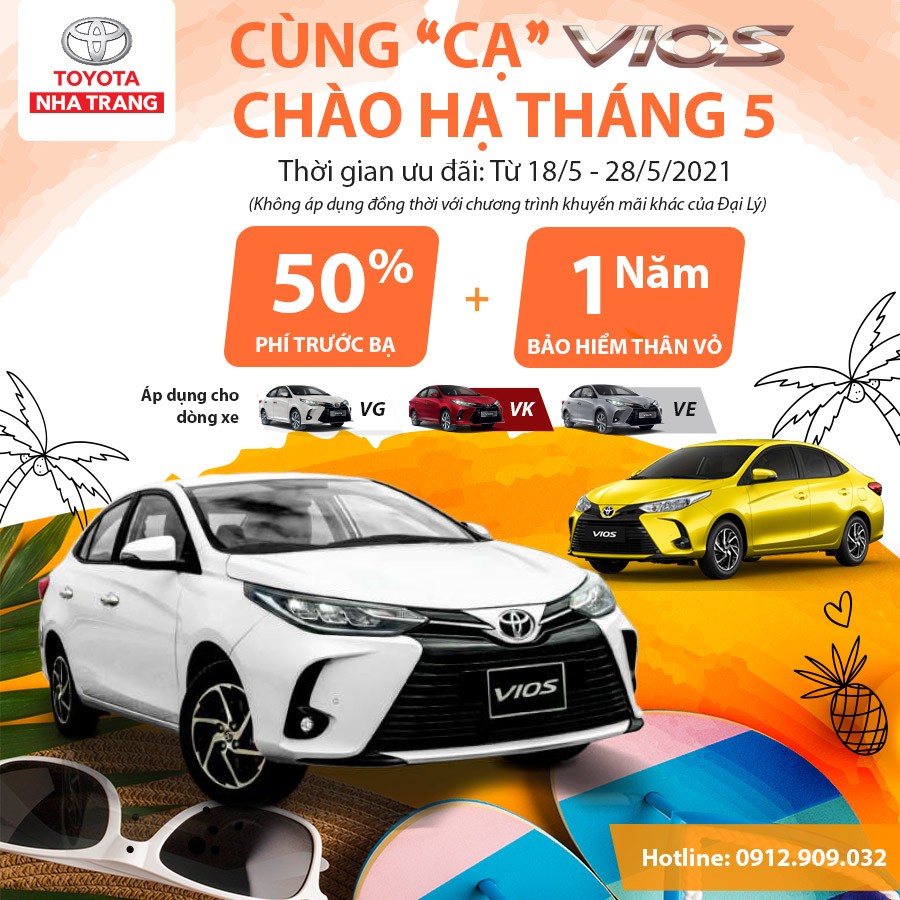 TOYOTA
NHA TRANG
CÙNG “CẠ” VIOS
CHÀO HẠ THÁNG 5
Thời gian ưu đãi: Từ 18/5 - 28/5/2021
(Không áp dụng đồng thời với chương trình khuyến mãi khác của Đại Lý)
50%
PHÍ TRƯỚC BẠ
+
1 Năm
BẢO HIỂM THÂN VỎ
Áp dụng cho
dòng xe
VG
VK
VE
VIOS
VIOS
Hotline: 0912.909.032